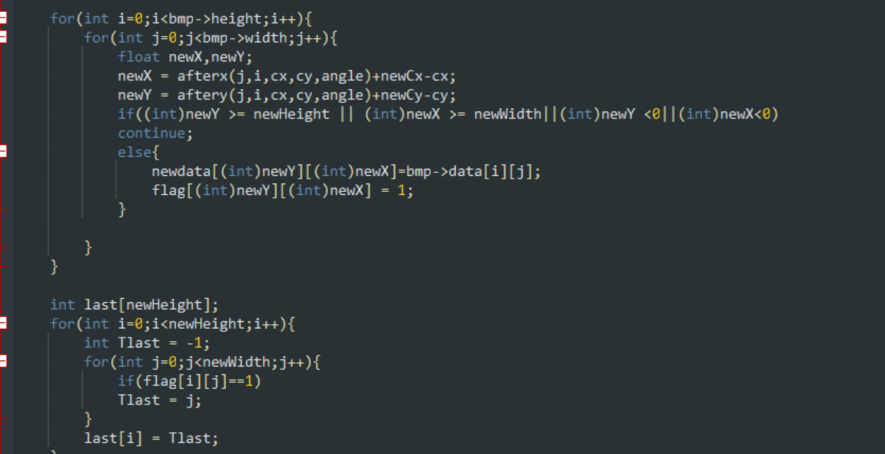 for(int i=0;i<bmp->height;i++){
for(int j=0;j<bmp->width;j++){
float newX,newY;
newX = afterx(j,i,cx,cy,angle)+newCx-cx;
newY = aftery(j,i,cx,cy,angle)+newCy-cy;
if((int)newY >= newHeight || (int)newX >= newWidth||(int)newY <0||(int)newX<0)
continue;
else{
newdata[(int)newY][(int)newX]=bmp->data[i][j];
flag[(int)newY][(int)newX] = 1;
}
}
}
int last[newHeight];
for(int i=0;i<newHeight;i++){
int Tlast = -1;
for(int j=0;j<newWidth;j++){
if(flag[i][j]==1)
Tlast = j;
}
last[i] = Tlast;